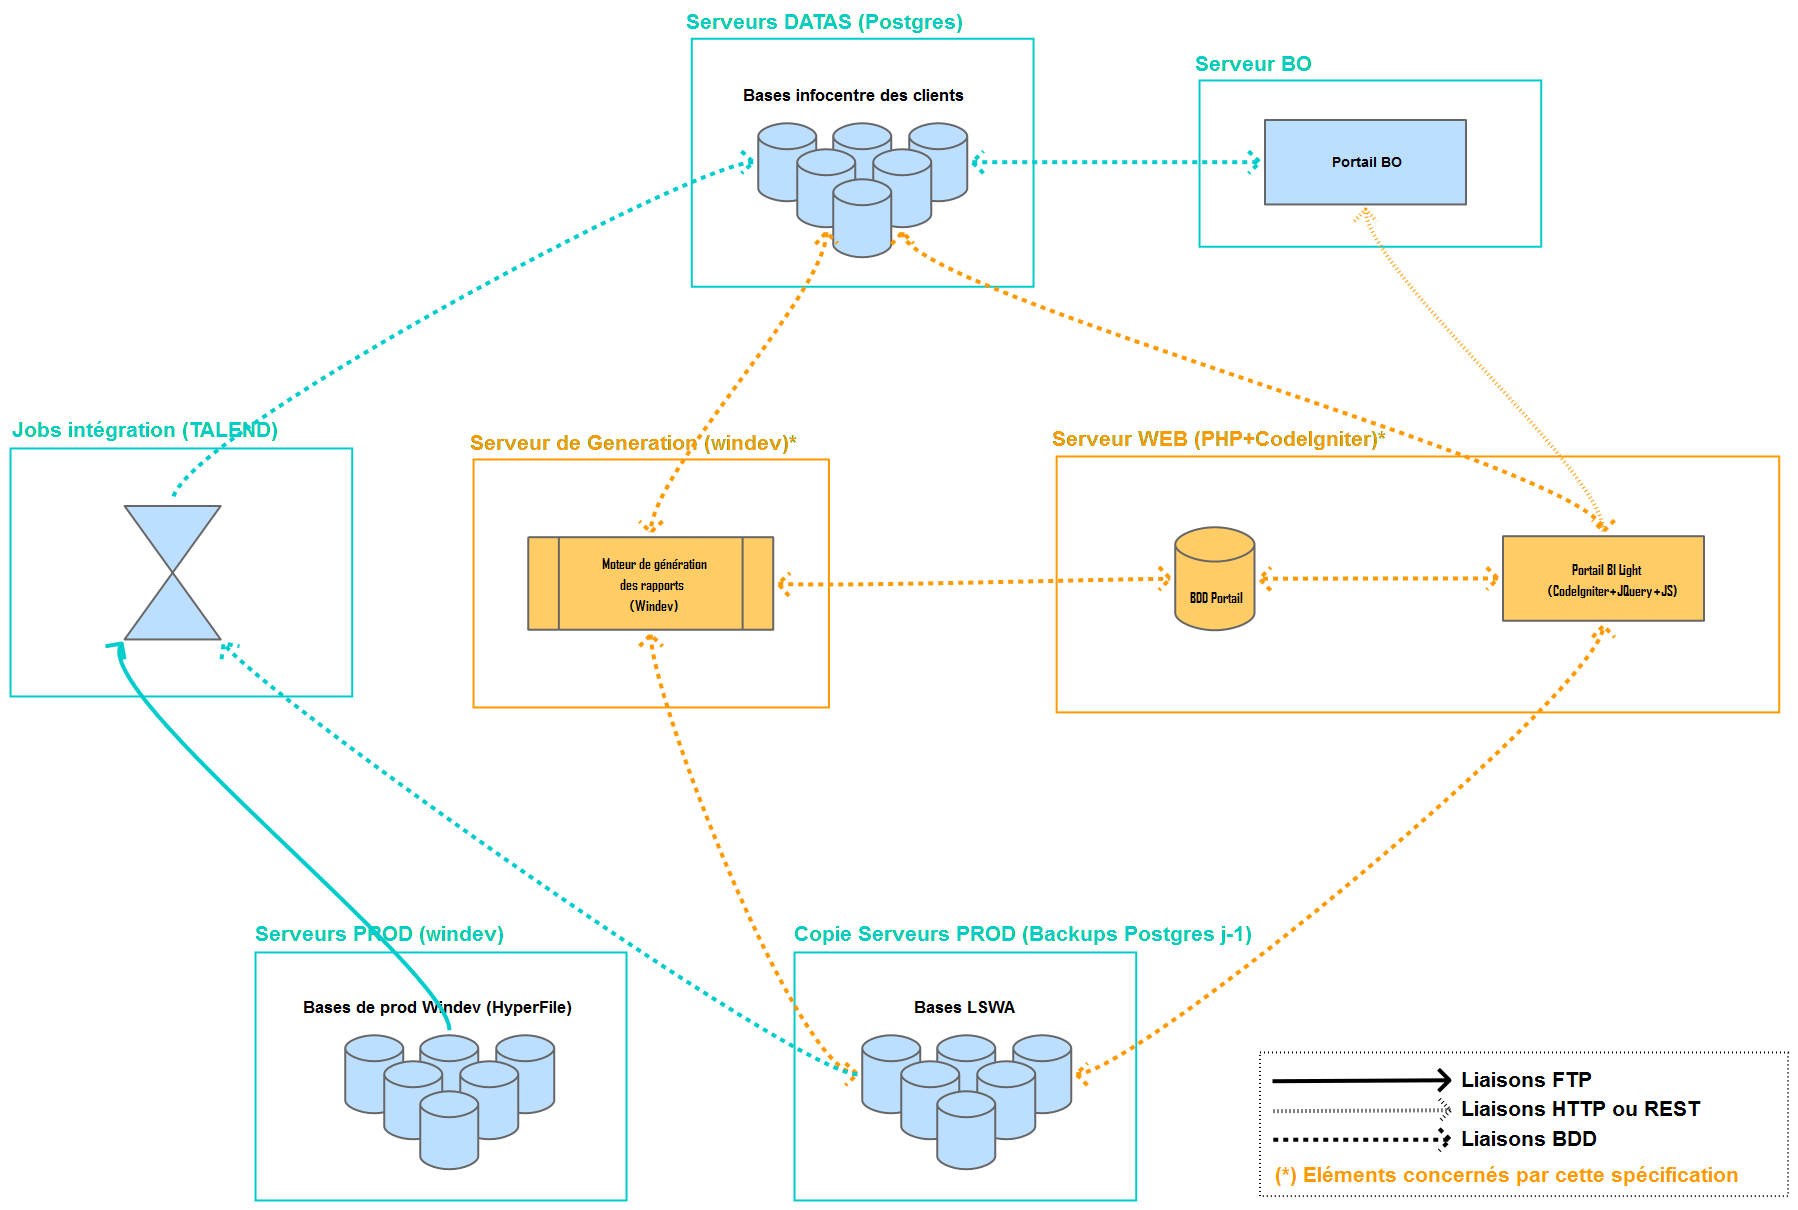 Serveurs DATAS (Postgres)
Bases infocentre des clients
Serveur BO
Portail BO
Jobs intégration (TALEND)
Serveur de Generation (windev)*
Moteur de génération
des rapports
(Windev)
Serveur WEB (PHP+CodeIgniter)*
BDD Portail
Portail BI Light
(CodeIgniter+JQuery+JS)
Serveurs PROD (windev)
Bases de prod Windev (HyperFile)
Copie Serveurs PROD (Backups Postgres j-1)
Bases LSWA
Liaisons FTP
Liaisons HTTP ou REST
Liaisons BDD
(*) Eléments concernés par cette spécification